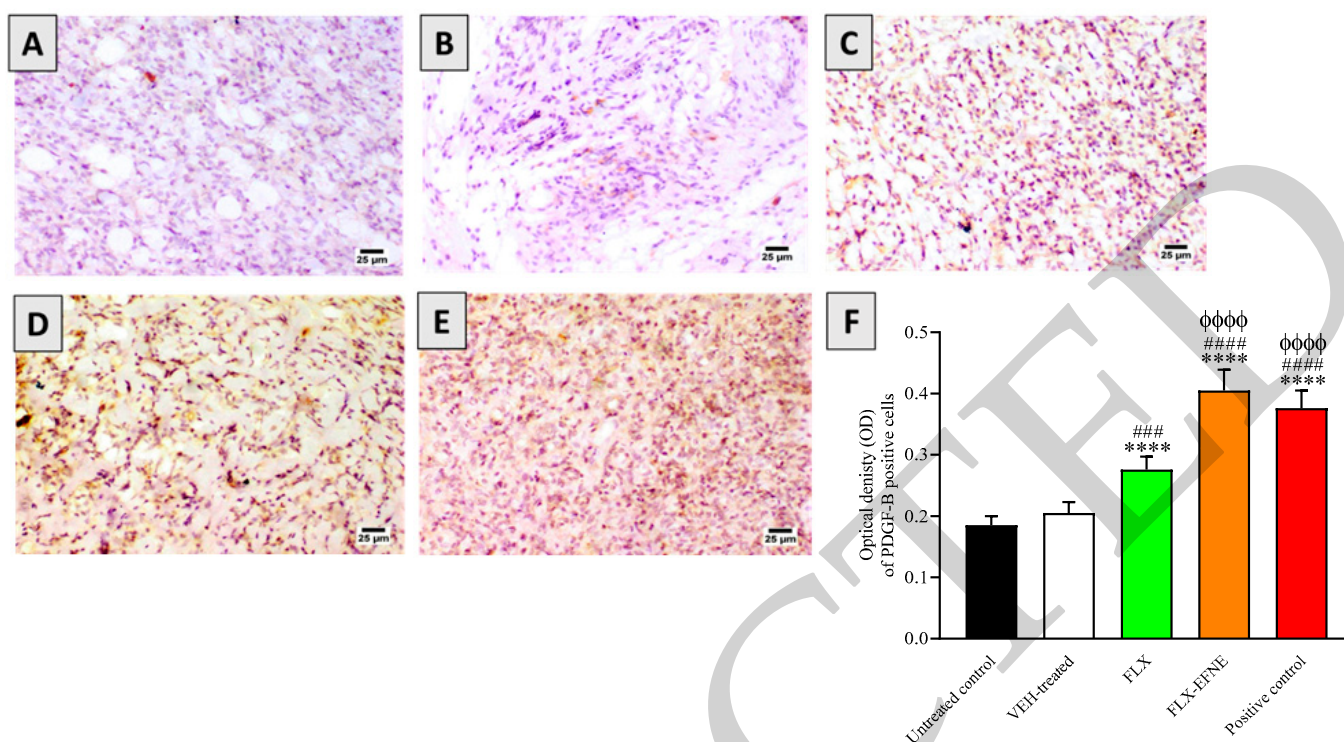 A
B
C
25 µm
25 µm
25 µm
D
E
F
25 µm
25 µm
Optical denisty (OD)
of PDGF-B positive cells
0.5
0.4
0.3
0.2
0.1
0.0
###
****
ϕϕϕϕ
####
****
ϕϕϕϕ
####
****
Untreated control
VEH-treated
FLX
FLX-EFNE
Positive control
CTED